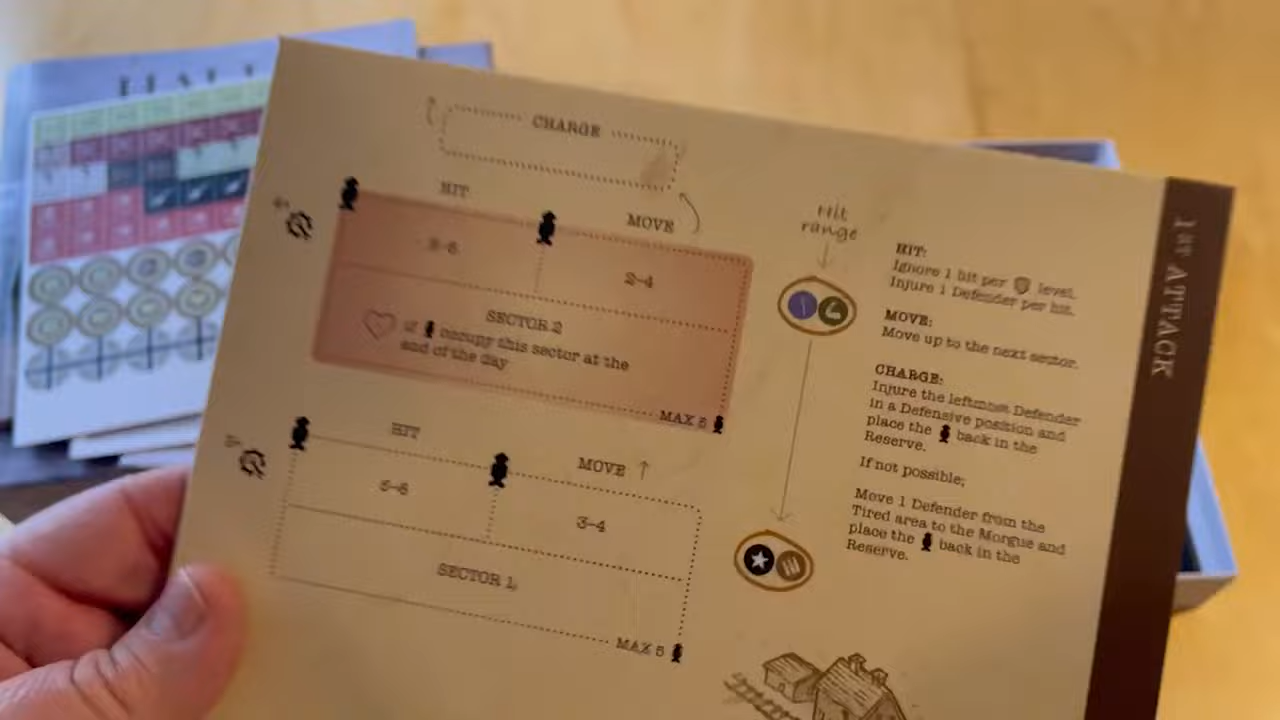 CHARGE
HIT
MOVE
2-4
SECTOR 2
If occupy this sector at the
end of the day
MAX 5
HIT
MOVE ↑
5-6
3-4
SECTOR 1
MAX 5
Hit
range
HIT:
Ignore 1 hit per level.
Injure 1 Defender per hit.
MOVE:
Move up to the next sector.
CHARGE:
Injure the leftmost Defender
in a Defensive position and
place the back in the
Reserve.
If not possible:
Move 1 Defender from the
Tired area to the Morgue and
place the back in the
Reserve.
1st ATTACK